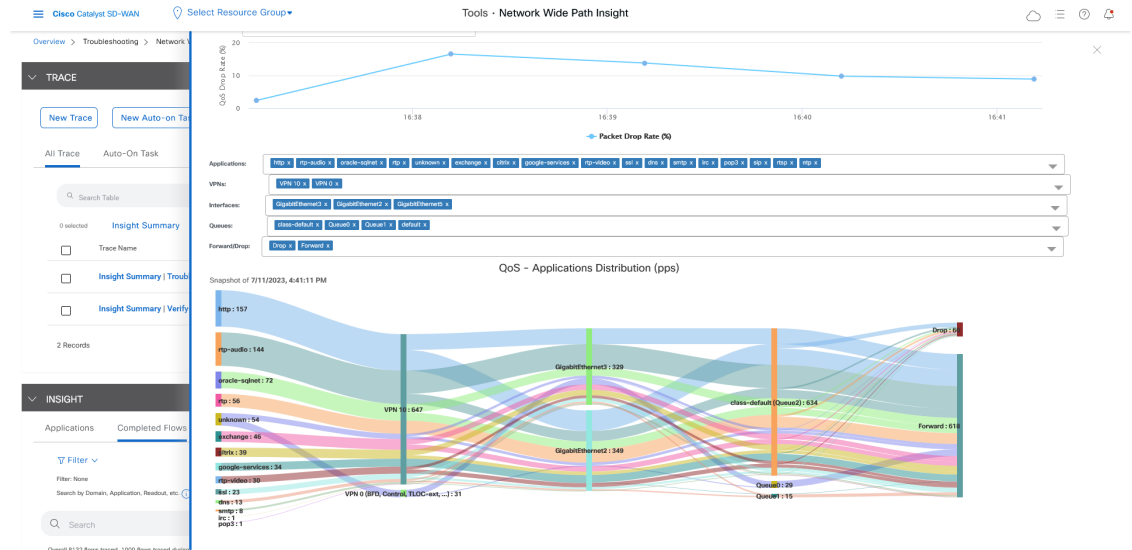 Cisco Catalyst SD-WAN
Select Resource Group▾
Tools · Network Wide Path Insight
Overview > Troubleshooting > Network
TRACE
New Trace
New Auto-on Tas
All Trace
Auto-On Task
Search Table
0 selected
Insight Summary
Trace Name
Insight Summary | Troubl
Insight Summary | Verify
2 Records
INSIGHT
Applications
Completed Flows
Filter
Filter: None
Search by Domain, Application, Readout, etc.
Search
QoS Drop Rate (%)
20
10
0
16:38
16:39
16:40
16:41
Packet Drop Rate (%)
Applications:
http x rtp-audio x oracle-sqlnet x rtp x unknown x exchange x citrix x google-services x rtp-video x ssl x dns x smtp x irc x pop3 x sip x rtsp x ntp x
VPNs:
VPN 10 x VPN 0 x
Interfaces:
GigabitEthernet3 x GigabitEthernet2 x GigabitEthernet5 x
Queues:
class-default x Queue0 x Queue1 x default x
Forward/Drop:
Drop x Forward x
QoS - Applications Distribution (pps)
Snapshot of 7/11/2023, 4:41:11 PM
http : 157
rtp-audio : 144
oracle-sqlnet : 72
rtp : 56
unknown : 54
exchange : 46
citrix : 39
google-services : 34
rtp-video : 30
ssl : 23
dns : 13
smtp : 8
irc : 1
pop3 : 1
VPN 10 : 647
VPN 0 (BFD, Control, TLOC-ext, ...) : 31
GigabitEthernet3 : 329
GigabitEthernet2 : 349
class-default (Queue2) : 634
Queue0 : 29
Queue1 : 15
Drop : 60
Forward : 618